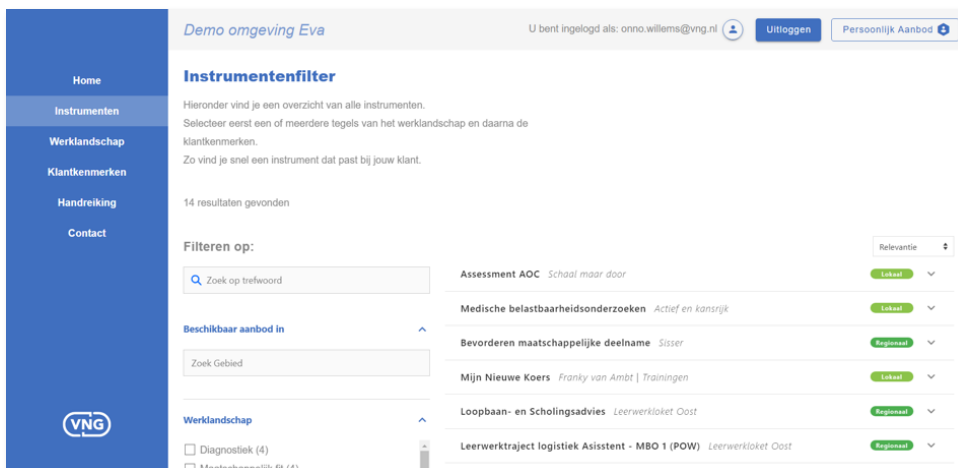 Demo omgeving Eva
U bent ingelogd als: onno.willems@vng.nl
Uitloggen
Persoonlijk Aanbod
Home
Instrumenten
Werklandschap
Klantkenmerken
Handreiking
Contact
VNG
Instrumentenfilter
Hieronder vind je een overzicht van alle instrumenten.
Selecteer eerst een of meerdere tegels van het werklandschap en daarna de
klantkenmerken.
Zo vind je snel een instrument dat past bij jouw klant.
14 resultaten gevonden
Filteren op:
Zoek op trefwoord
Beschikbaar aanbod in
Zoek Gebied
Werklandschap
Diagnostiek (4)
Maatschappelijk fit (4)
Relevantie
Assessment AOC Schaal maar door Lokaal
Medische belastbaarheidsonderzoeken Actief en kansrijk Lokaal
Bevorderen maatschappelijke deelname Sisser Regionaal
Mijn Nieuwe Koers Franky van Ambt | Trainingen Lokaal
Loopbaan- en Scholingsadvies Leerwerkloket Oost Regionaal
Leerwerktraject logistiek Asisstent - MBO 1 (POW) Leerwerkloket Oost Regionaal